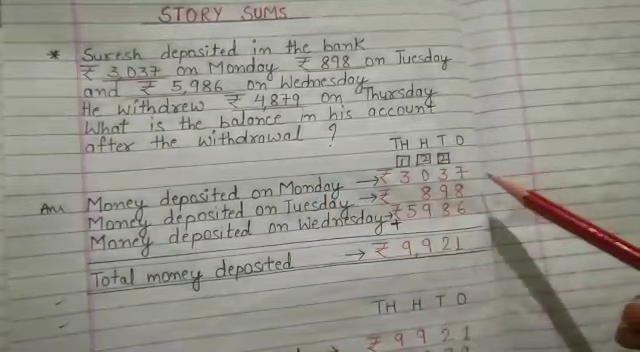 STORY SUMS
* Suresh deposited in the bank
₹ 3,037 on Monday ₹ 898 on Tuesday
and ₹ 5,986 on Wednesday
He withdrew ₹ 4879 on Thursday
What is the balance in his account
after the withdrawal ?
TH H T O
1 2 2
Ans Money deposited on Monday → ₹ 3 0 3 7
Money deposited on Tuesday → ₹ 8 9 8
Money deposited on Wednesday → ₹ 5 9 8 6
+
Total money deposited → ₹ 9,921
TH H T O
₹ 9 9 2 1